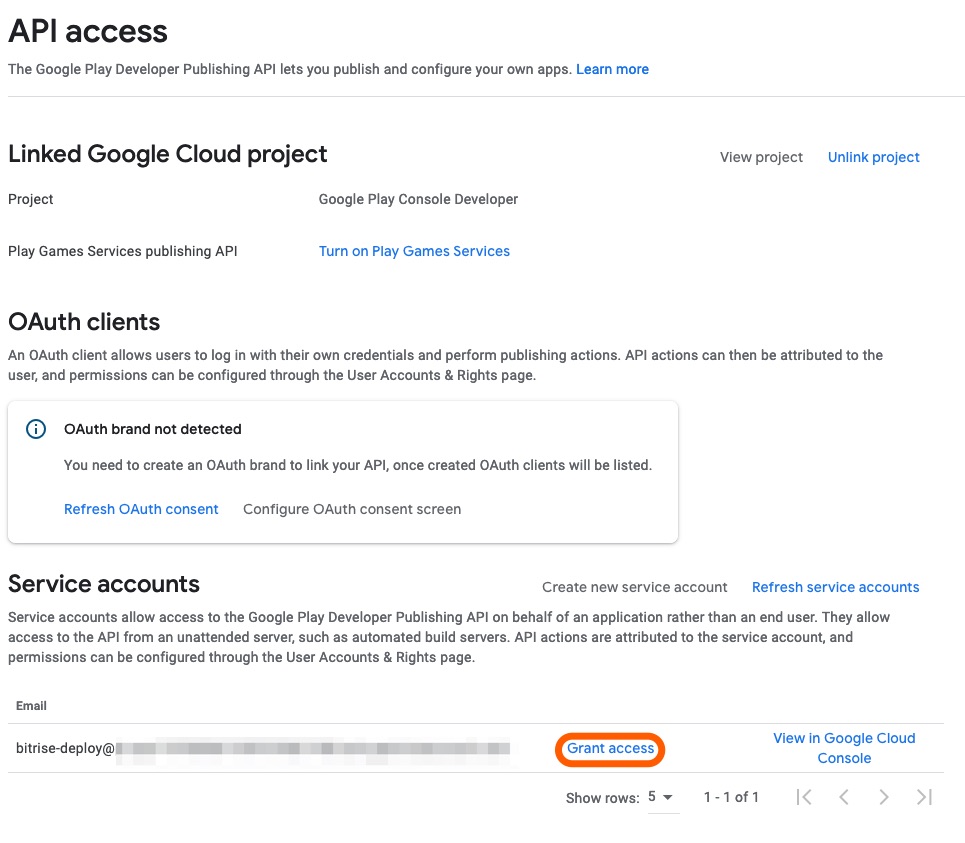 API access
The Google Play Developer Publishing API lets you publish and configure your own apps. Learn more
Linked Google Cloud project
View project Unlink project
Project Google Play Console Developer
Play Games Services publishing API Turn on Play Games Services
OAuth clients
An OAuth client allows users to log in with their own credentials and perform publishing actions. API actions can then be attributed to the
user, and permissions can be configured through the User Accounts & Rights page.
OAuth brand not detected
You need to create an OAuth brand to link your API, once created OAuth clients will be listed.
Refresh OAuth consent Configure OAuth consent screen
Service accounts
Create new service account Refresh service accounts
Service accounts allow access to the Google Play Developer Publishing API on behalf of an application rather than an end user. They allow
access to the API from an unattended server, such as automated build servers. API actions are attributed to the service account, and
permissions can be configured through the User Accounts & Rights page.
Email
bitrise-deploy@ Grant access View in Google Cloud
Console
Show rows: 5 1 - 1 of 1